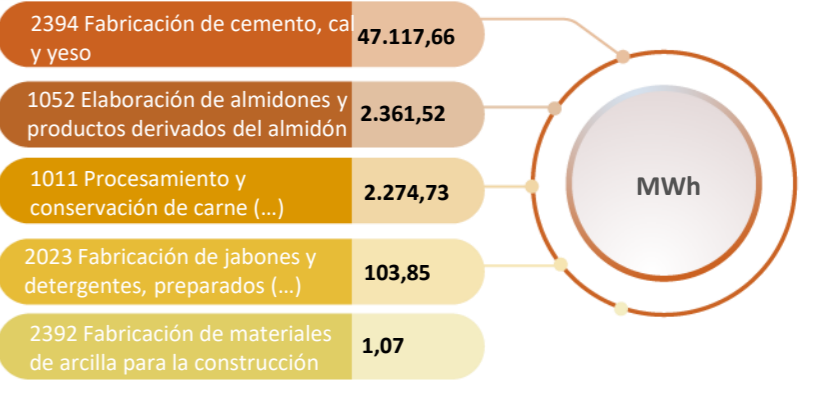 2394 Fabricación de cemento, cal
y yeso
47.117,66
1052 Elaboración de almidones y
productos derivados del almidón
2.361,52
1011 Procesamiento y
conservación de carne (...)
2.274,73
2023 Fabricación de jabones y
detergentes, preparados (...)
103,85
2392 Fabricación de materiales
de arcilla para la construcción
1,07
MWh